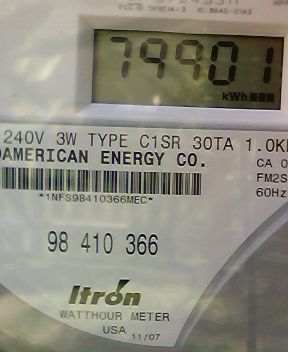 79901
kWh
240V 3W TYPE C1SR 30TA 1.0K
AMERICAN ENERGY CO.
CA 0
FM2S
60Hz
*1NFS98410366MEC*
98 410 366
Itron
WATTHOUR METER
USA 11/07